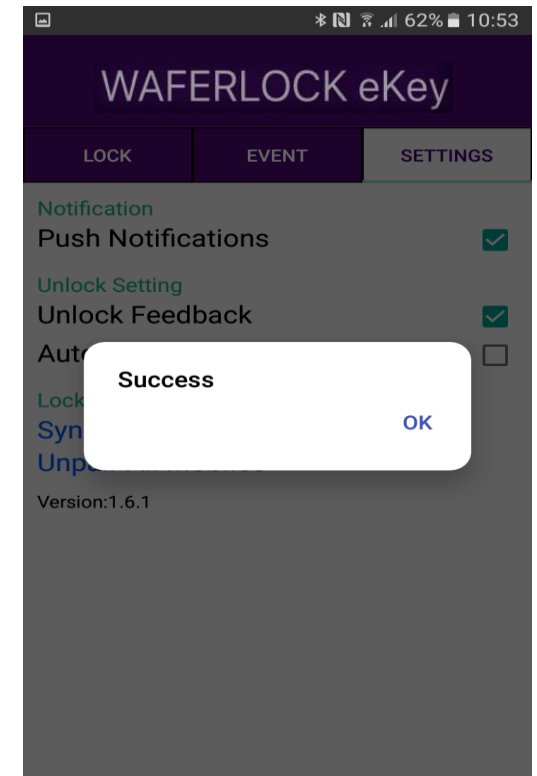 62% 10:53
WAFERLOCK eKey
LOCK EVENT SETTINGS
Notification
Push Notifications
Unlock Setting
Unlock Feedback
Success
OK
Version:1.6.1